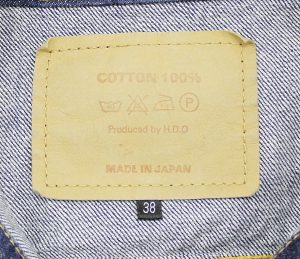 COTTON 100%
P
Produced by H.D.D
MADE IN JAPAN
38